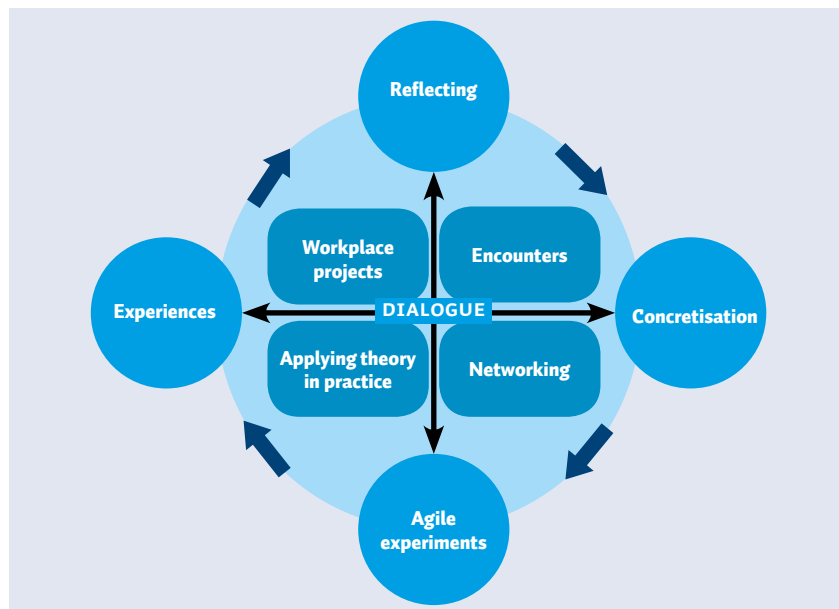 Reflecting
Workplace
projects
Encounters
Experiences
DIALOGUE
Concretisation
Applying theory
in practice
Networking
Agile
experiments